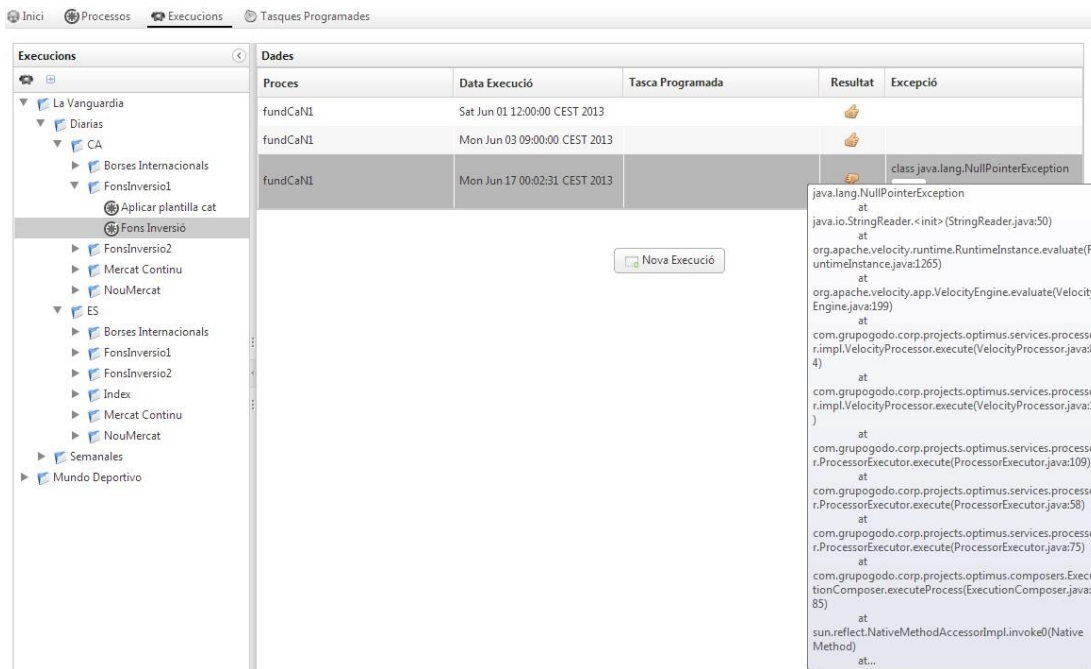 Inici Processos Execucions Tasques Programades
Execucions
Dades
Proces Data Execució Tasca Programada Resultat Excepció
fundCaN1 Sat Jun 01 12:00:00 CEST 2013
fundCaN1 Mon Jun 03 09:00:00 CEST 2013
fundCaN1 Mon Jun 17 00:02:31 CEST 2013 class java.lang.NullPointerException
La Vanguardia
Diarias
CA
Borses Internacionals
FonsInversio1
Aplicar plantilla cat
Fons Inversió
FonsInversio2
Mercat Continu
NouMercat
ES
Borses Internacionals
FonsInversio1
FonsInversio2
Index
Mercat Continu
NouMercat
Semanales
Mundo Deportivo
Nova Execució
java.lang.NullPointerException
at
java.io.StringReader.<init>(StringReader.java:50)
at
org.apache.velocity.runtime.RuntimeInstance.evaluate(R
untimeInstance.java:1265)
at
org.apache.velocity.app.VelocityEngine.evaluate(Velocity
Engine.java:199)
at
com.grupogodo.corp.projects.optimus.services.processo
r.impl.VelocityProcessor.execute(VelocityProcessor.java:
4)
at
com.grupogodo.corp.projects.optimus.services.processo
r.impl.VelocityProcessor.execute(VelocityProcessor.java:
)
at
com.grupogodo.corp.projects.optimus.services.processo
r.ProcessorExecutor.execute(ProcessorExecutor.java:109)
at
com.grupogodo.corp.projects.optimus.services.processo
r.ProcessorExecutor.execute(ProcessorExecutor.java:58)
at
com.grupogodo.corp.projects.optimus.services.processo
r.ProcessorExecutor.execute(ProcessorExecutor.java:75)
at
com.grupogodo.corp.projects.optimus.composers.Execu
tionComposer.executeProcess(ExecutionComposer.java:
85)
at
sun.reflect.NativeMethodAccessorImpl.invoke0(Native
Method)
at...